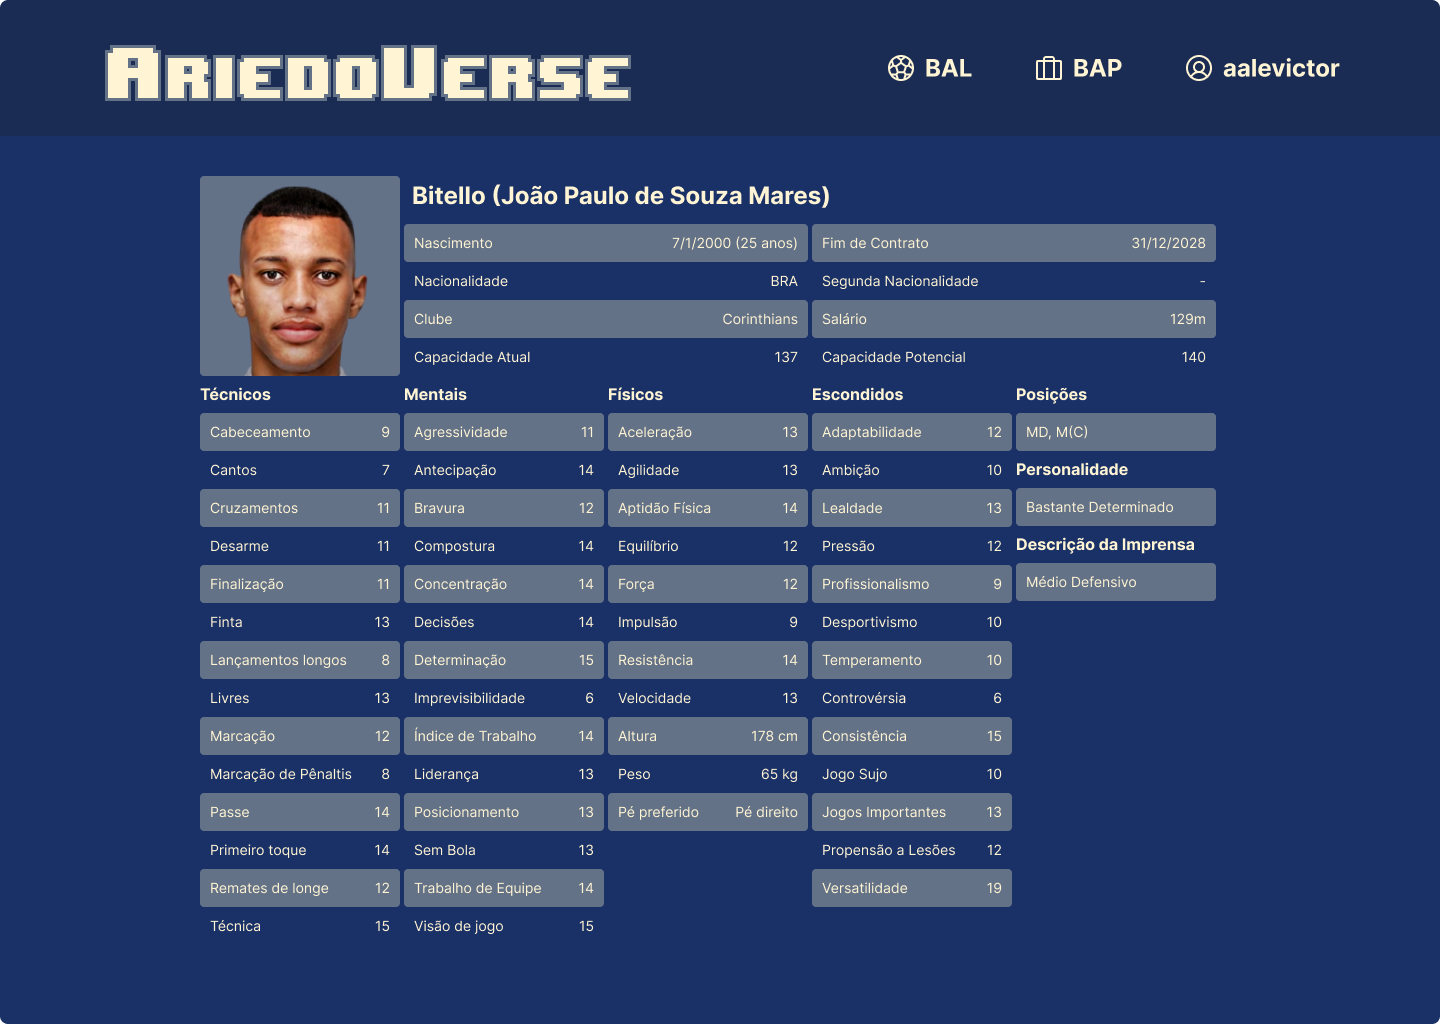 AriedoVerse
BAL
BAP
aalevictor
Bitello (João Paulo de Souza Mares)
Nascimento 7/1/2000 (25 anos)
Fim de Contrato 31/12/2028
Nacionalidade BRA
Segunda Nacionalidade -
Clube Corinthians
Salário 129m
Capacidade Atual 137
Capacidade Potencial 140
Técnicos
Cabeceamento 9
Cantos 7
Cruzamentos 11
Desarme 11
Finalização 11
Finta 13
Lançamentos longos 8
Livres 13
Marcação 12
Marcação de Pênaltis 8
Passe 14
Primeiro toque 14
Remates de longe 12
Técnica 15
Mentais
Agressividade 11
Antecipação 14
Bravura 12
Compostura 14
Concentração 14
Decisões 14
Determinação 15
Imprevisibilidade 6
Índice de Trabalho 14
Liderança 13
Posicionamento 13
Sem Bola 13
Trabalho de Equipe 14
Visão de jogo 15
Físicos
Aceleração 13
Agilidade 13
Aptidão Física 14
Equilíbrio 12
Força 12
Impulsão 9
Resistência 14
Velocidade 13
Altura 178 cm
Peso 65 kg
Pé preferido Pé direito
Escondidos
Adaptabilidade 12
Ambição 10
Lealdade 13
Pressão 12
Profissionalismo 9
Desportivismo 10
Temperamento 10
Controvérsia 6
Consistência 15
Jogo Sujo 10
Jogos Importantes 13
Propensão a Lesões 12
Versatilidade 19
Posições
MD, M(C)
Personalidade
Bastante Determinado
Descrição da Imprensa
Médio Defensivo